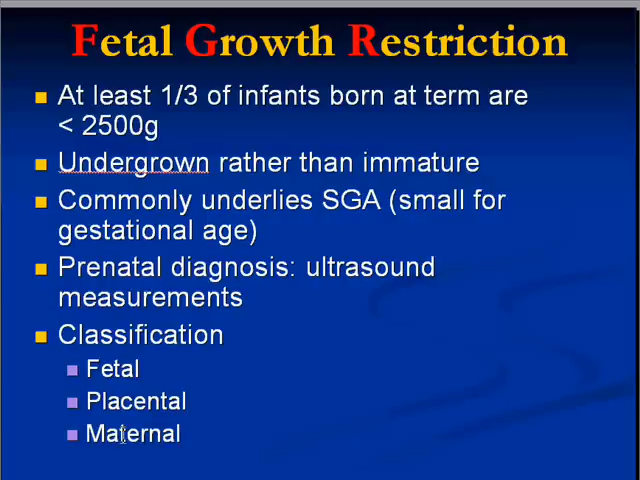 Fetal Growth Restriction
At least 1/3 of infants born at term are
< 2500g
Undergrown rather than immature
Commonly underlies SGA (small for
gestational age)
Prenatal diagnosis: ultrasound
measurements
Classification
Fetal
Placental
Maternal